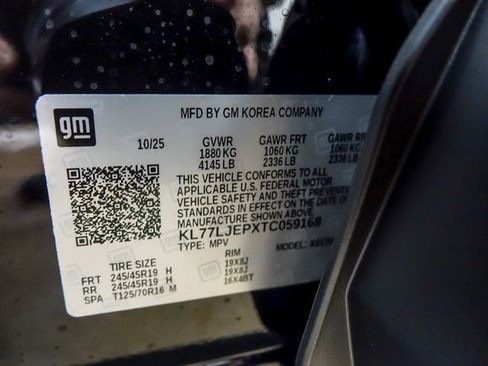 gm
MFD BY GM KOREA COMPANY
10/25 GVWR GAWR FRT GAWR RR
1880 KG 1060 KG 1060 KG
4145 LB 2336 LB 2336 LB
THIS VEHICLE CONFORMS TO ALL
APPLICABLE U.S. FEDERAL MOTOR
VEHICLE SAFETY AND THEFT PREVENTION
STANDARDS IN EFFECT ON THE DATE OF
MANUFACTURE SHOWN ABOVE.
KL77LJEPXTC059168
TYPE: MPV MODEL:
TIRE SIZE RIM
FRT 245/45R19 H 19X8J
RR 245/45R19 H 19X8J
SPA T125/70R16 M 16X4BT